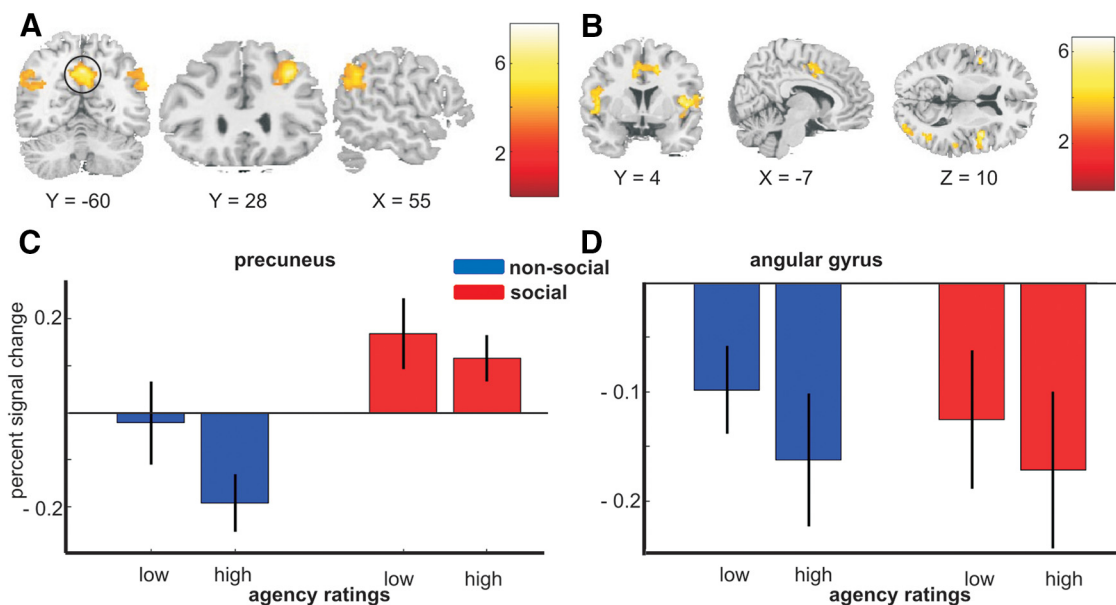 A
6
2
Y = -60
Y = 28
X = 55
B
6
2
Y = 4
X = -7
Z = 10
C
precuneus
non-social
social
percent signal change
0.2
- 0.2
low
high
low
high
agency ratings
D
angular gyrus
- 0.1
- 0.2
low
high
low
high
agency ratings